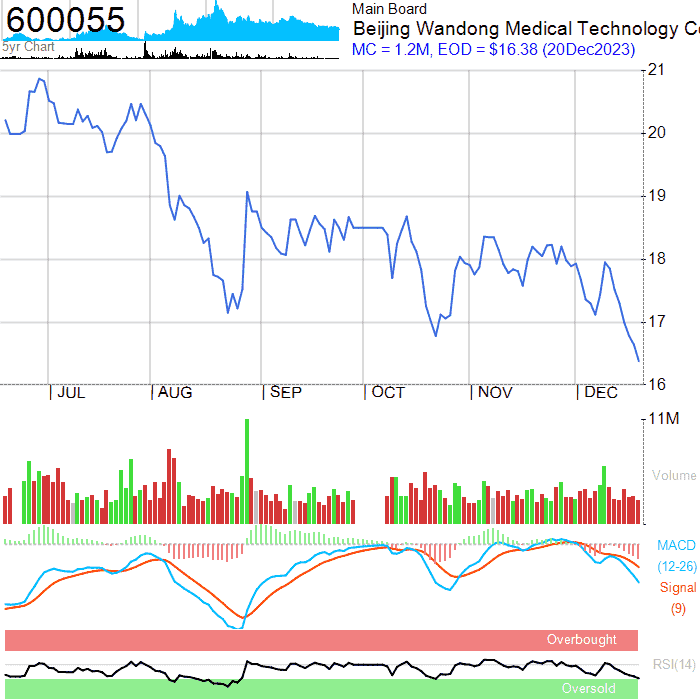 600055
5yr Chart
Main Board
Beijing Wandong Medical Technology Co
MC = 1.2M, EOD = $16.38 (20Dec2023)
21
20
19
18
17
16
JUL
AUG
SEP
OCT
NOV
DEC
11M
Volume
MACD
(12-26)
Signal
(9)
Overbought
RSI(14)
Oversold